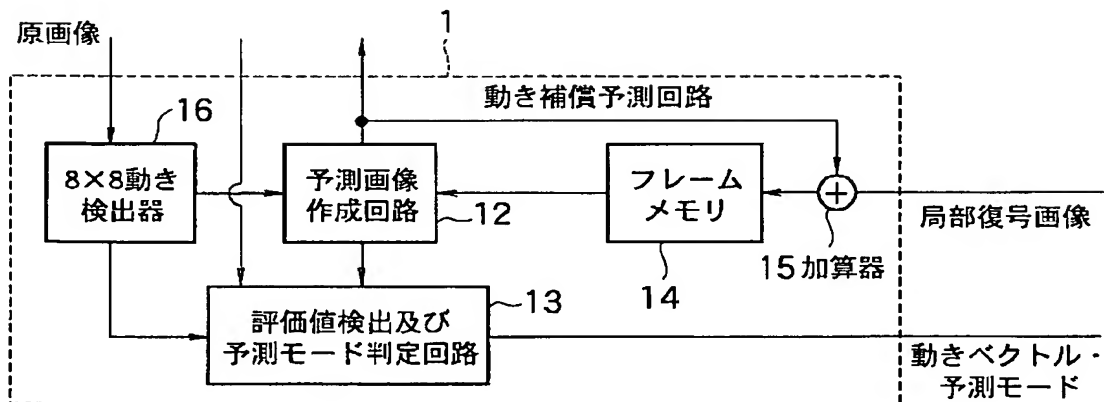 原画像
1
動き補償予測回路
16
8×8動き
検出器
予測画像
作成回路
12
フレーム
メモリ
14
15加算器
局部復号画像
13
評価値検出及び
予測モード判定回路
動きベクトル・
予測モード